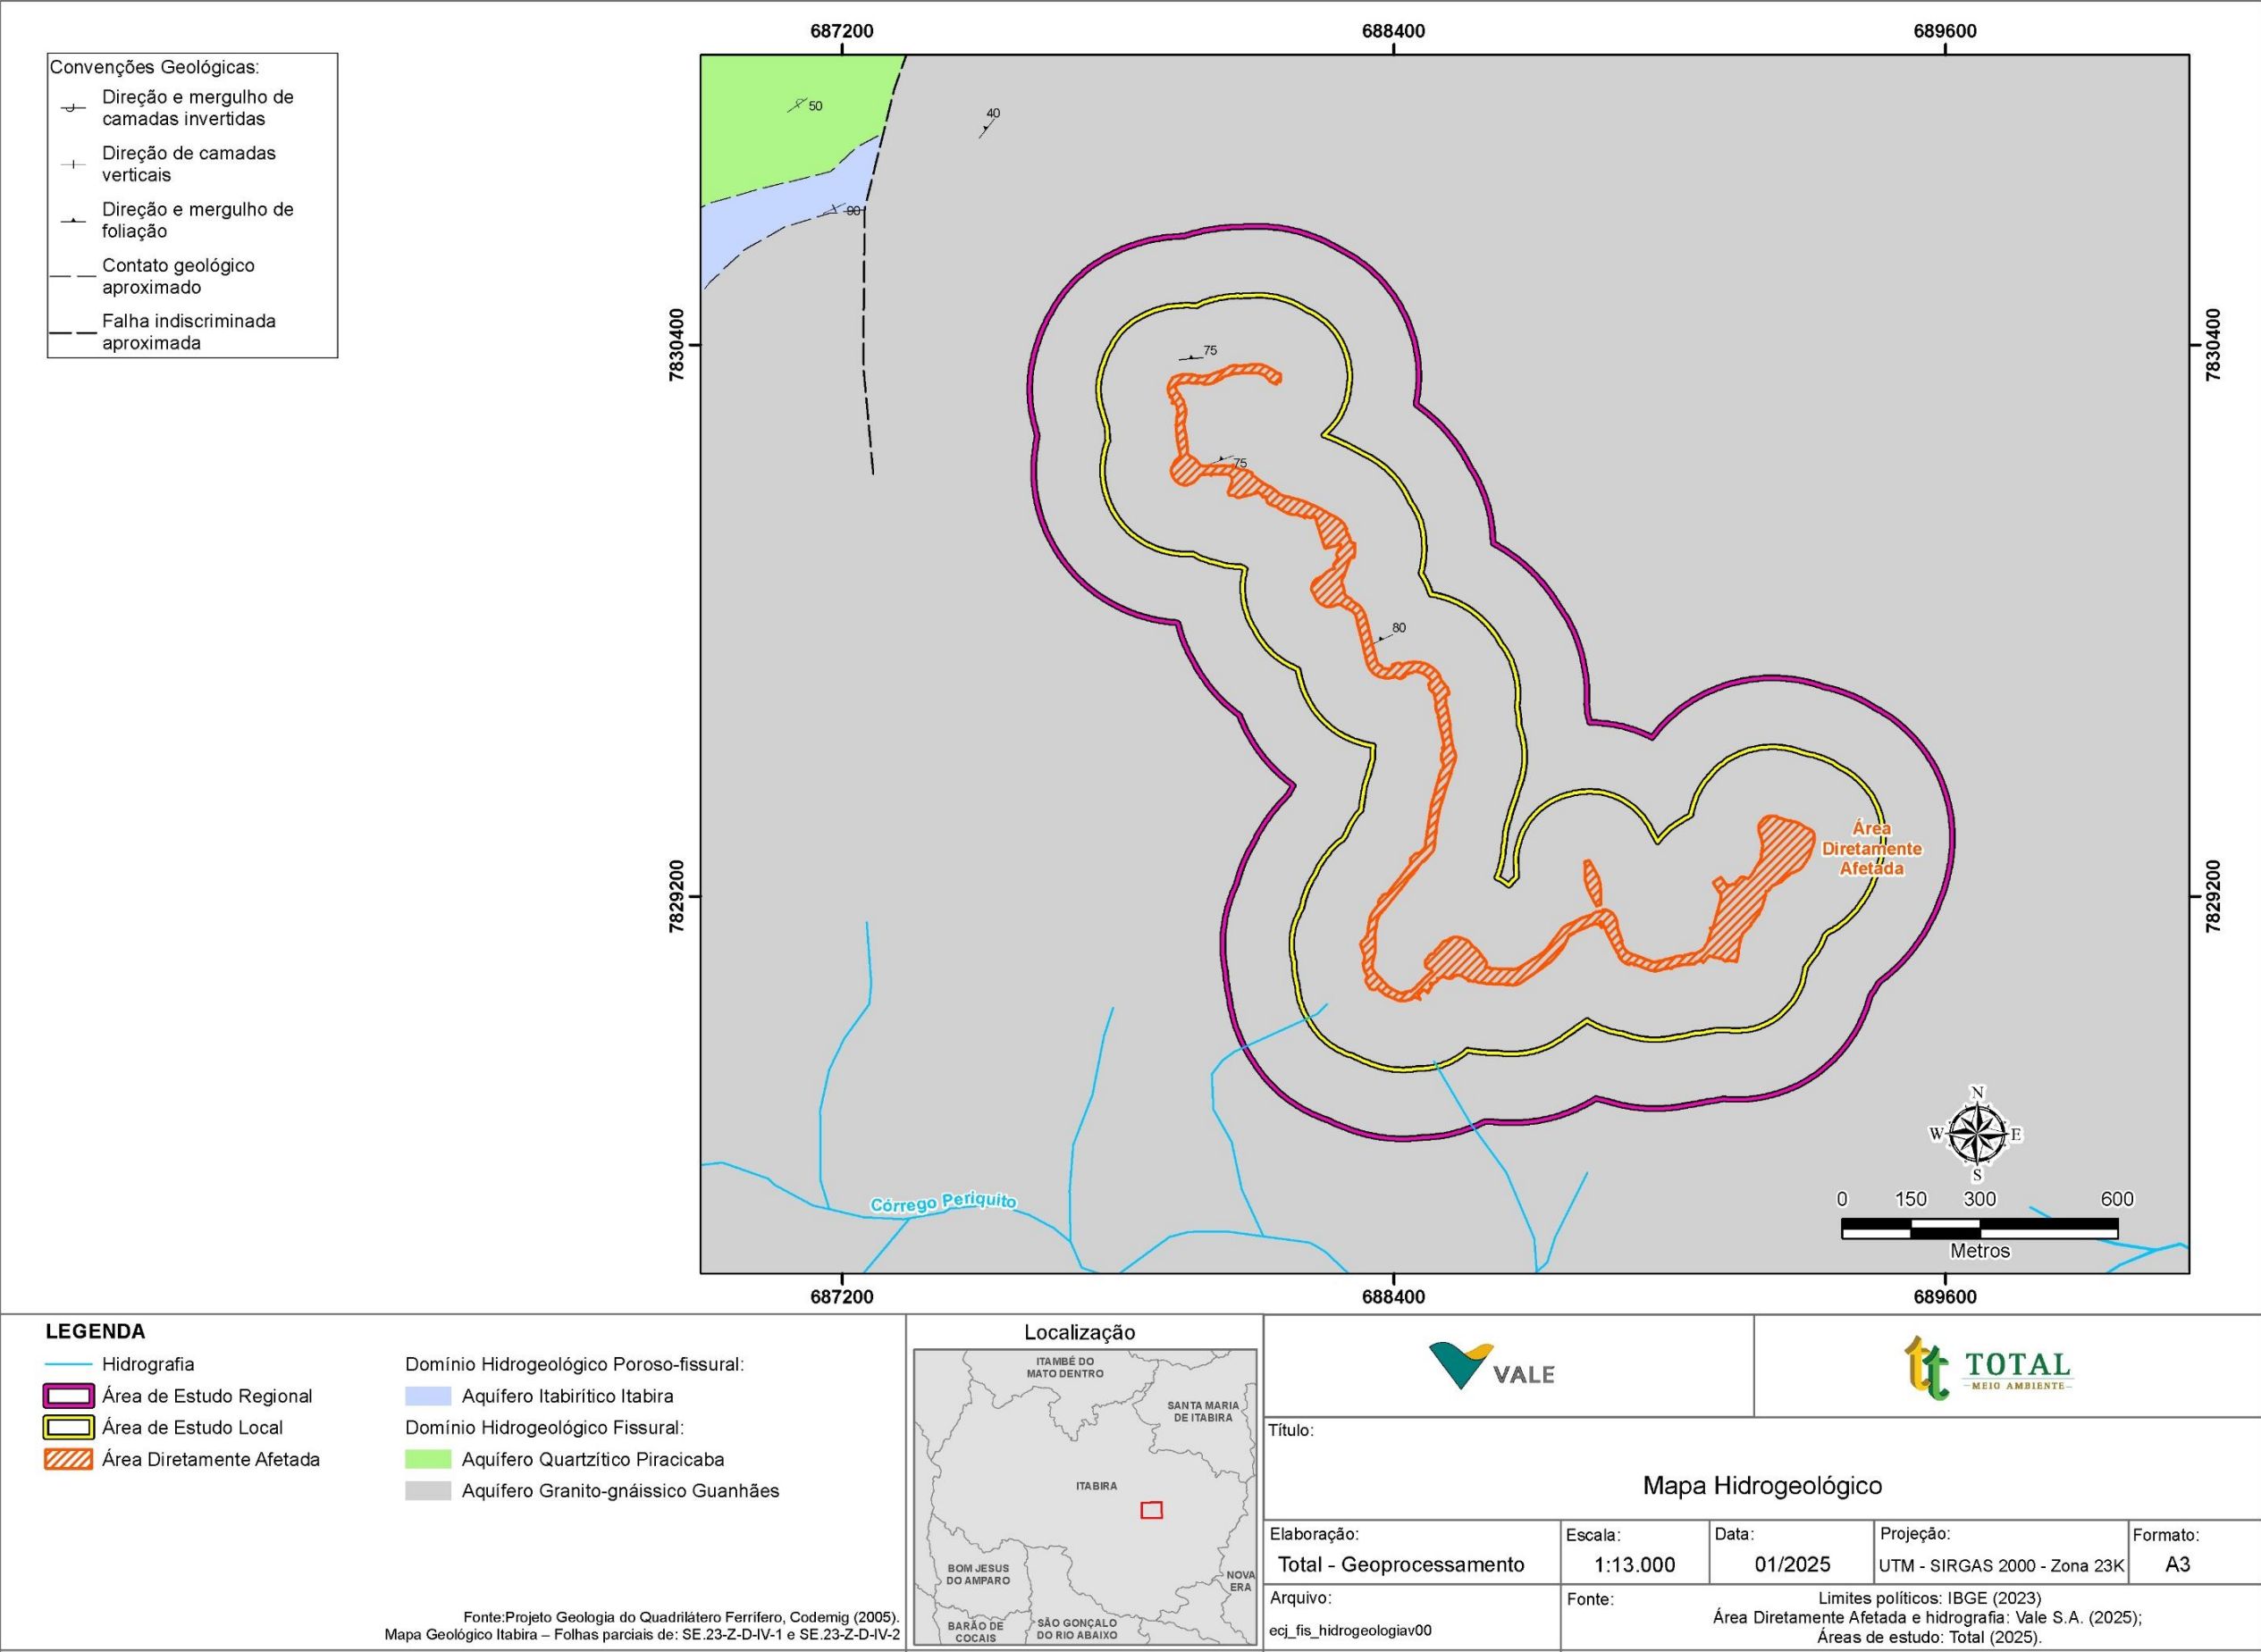 687200
688400
689600
Convenções Geológicas:
Direção e mergulho de
camadas invertidas
Direção de camadas
verticais
Direção e mergulho de
foliação
Contato geológico
aproximado
Falha indiscriminada
aproximada
50
40
90
7830400
7830400
75
75
80
Área
Diretamente
Afetada
7829200
7829200
Córrego Periquito
N
W
E
S
0 150 300 600
Metros
687200
688400
689600
LEGENDA
Hidrografia
Área de Estudo Regional
Área de Estudo Local
Área Diretamente Afetada
Domínio Hidrogeológico Poroso-fissural:
Aquífero Itabirítico Itabira
Domínio Hidrogeológico Fissural:
Aquífero Quartzítico Piracicaba
Aquífero Granito-gnáissico Guanhães
Fonte:Projeto Geologia do Quadrilátero Ferrífero, Codemig (2005).
Mapa Geológico Itabira – Folhas parciais de: SE.23-Z-D-IV-1 e SE.23-Z-D-IV-2
Localização
ITAMBÉ DO
MATO DENTRO
SANTA MARIA
DE ITABIRA
ITABIRA
BOM JESUS
DO AMPARO
NOVA
ERA
BARÃO DE
COCAIS
SÃO GONÇALO
DO RIO ABAIXO
VALE
tt TOTAL
MEIO AMBIENTE
Título:
Mapa Hidrogeológico
Elaboração:
Total - Geoprocessamento
Escala:
1:13.000
Data:
01/2025
Projeção:
UTM - SIRGAS 2000 - Zona 23K
Formato:
A3
Arquivo:
ecj_fis_hidrogeologiav00
Fonte:
Limites políticos: IBGE (2023)
Área Diretamente Afetada e hidrografia: Vale S.A. (2025);
Áreas de estudo: Total (2025).